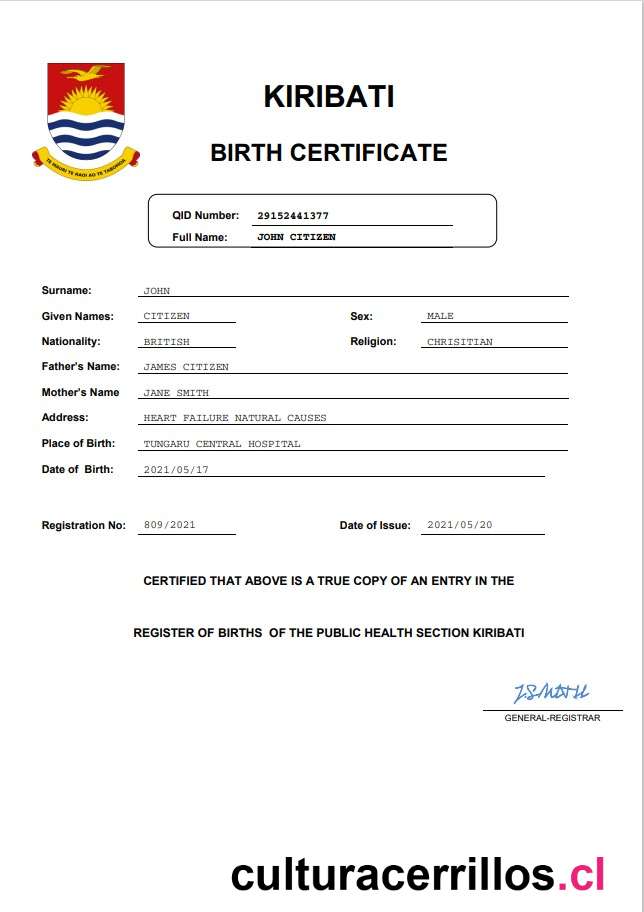 KIRIBATI
BIRTH CERTIFICATE
TE MAURI TE RAOI AO TE TABOMOA
QID Number: 29152441377
Full Name: JOHN CITIZEN
Surname: JOHN
Given Names: CITIZEN Sex: MALE
Nationality: BRITISH Religion: CHRISITIAN
Father's Name: JAMES CITIZEN
Mother's Name JANE SMITH
Address: HEART FAILURE NATURAL CAUSES
Place of Birth: TUNGARU CENTRAL HOSPITAL
Date of Birth: 2021/05/17
Registration No: 809/2021 Date of Issue: 2021/05/20
CERTIFIED THAT ABOVE IS A TRUE COPY OF AN ENTRY IN THE
REGISTER OF BIRTHS OF THE PUBLIC HEALTH SECTION KIRIBATI
J.SMITH
GENERAL-REGISTRAR
culturacerrillos.cl